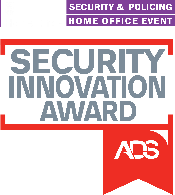 SECURITY & POLICING
HOME OFFICE EVENT
SECURITY
INNOVATION
AWARD
ADS